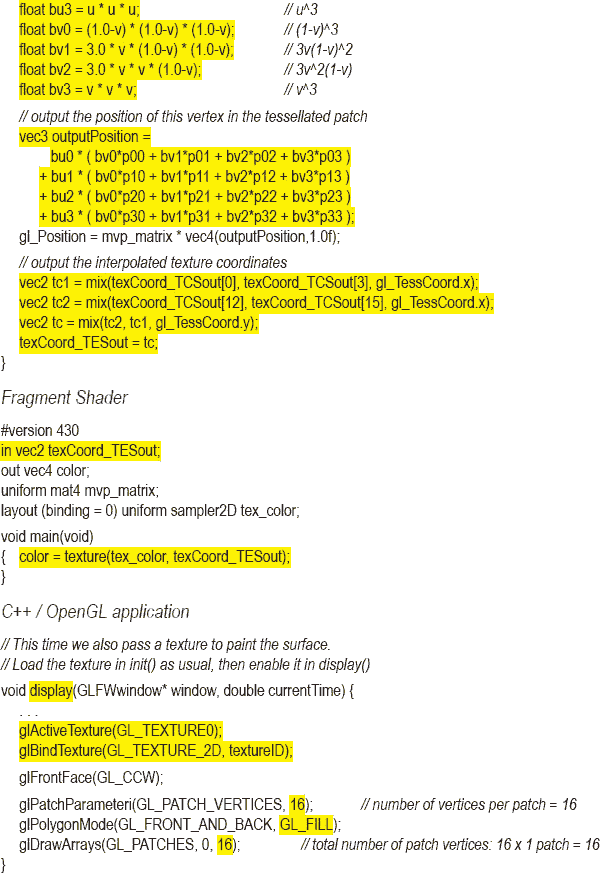 float bu3 = u * u * u; // u^3
float bv0 = (1.0-v) * (1.0-v) * (1.0-v); // (1-v)^3
float bv1 = 3.0 * v * (1.0-v) * (1.0-v); // 3v(1-v)^2
float bv2 = 3.0 * v * v * (1.0-v); // 3v^2(1-v)
float bv3 = v * v * v; // v^3
// output the position of this vertex in the tessellated patch
vec3 outputPosition =
bu0 * ( bv0*p00 + bv1*p01 + bv2*p02 + bv3*p03 )
+ bu1 * ( bv0*p10 + bv1*p11 + bv2*p12 + bv3*p13 )
+ bu2 * ( bv0*p20 + bv1*p21 + bv2*p22 + bv3*p23 )
+ bu3 * ( bv0*p30 + bv1*p31 + bv2*p32 + bv3*p33 );
gl_Position = mvp_matrix * vec4(outputPosition,1.0f);
// output the interpolated texture coordinates
vec2 tc1 = mix(texCoord_TCSout[0], texCoord_TCSout[3], gl_TessCoord.x);
vec2 tc2 = mix(texCoord_TCSout[12], texCoord_TCSout[15], gl_TessCoord.x);
vec2 tc = mix(tc2, tc1, gl_TessCoord.y);
texCoord_TESout = tc;
}
Fragment Shader
#version 430
in vec2 texCoord_TESout;
out vec4 color;
uniform mat4 mvp_matrix;
layout (binding = 0) uniform sampler2D tex_color;
void main(void)
{ color = texture(tex_color, texCoord_TESout);
}
C++ / OpenGL application
// This time we also pass a texture to paint the surface.
// Load the texture in init() as usual, then enable it in display()
void display(GLFWwindow* window, double currentTime) {
. . .
glActiveTexture(GL_TEXTURE0);
glBindTexture(GL_TEXTURE_2D, textureID);
glFrontFace(GL_CCW);
glPatchParameteri(GL_PATCH_VERTICES, 16); // number of vertices per patch = 16
glPolygonMode(GL_FRONT_AND_BACK, GL_FILL);
glDrawArrays(GL_PATCHES, 0, 16); // total number of patch vertices: 16 x 1 patch = 16
}